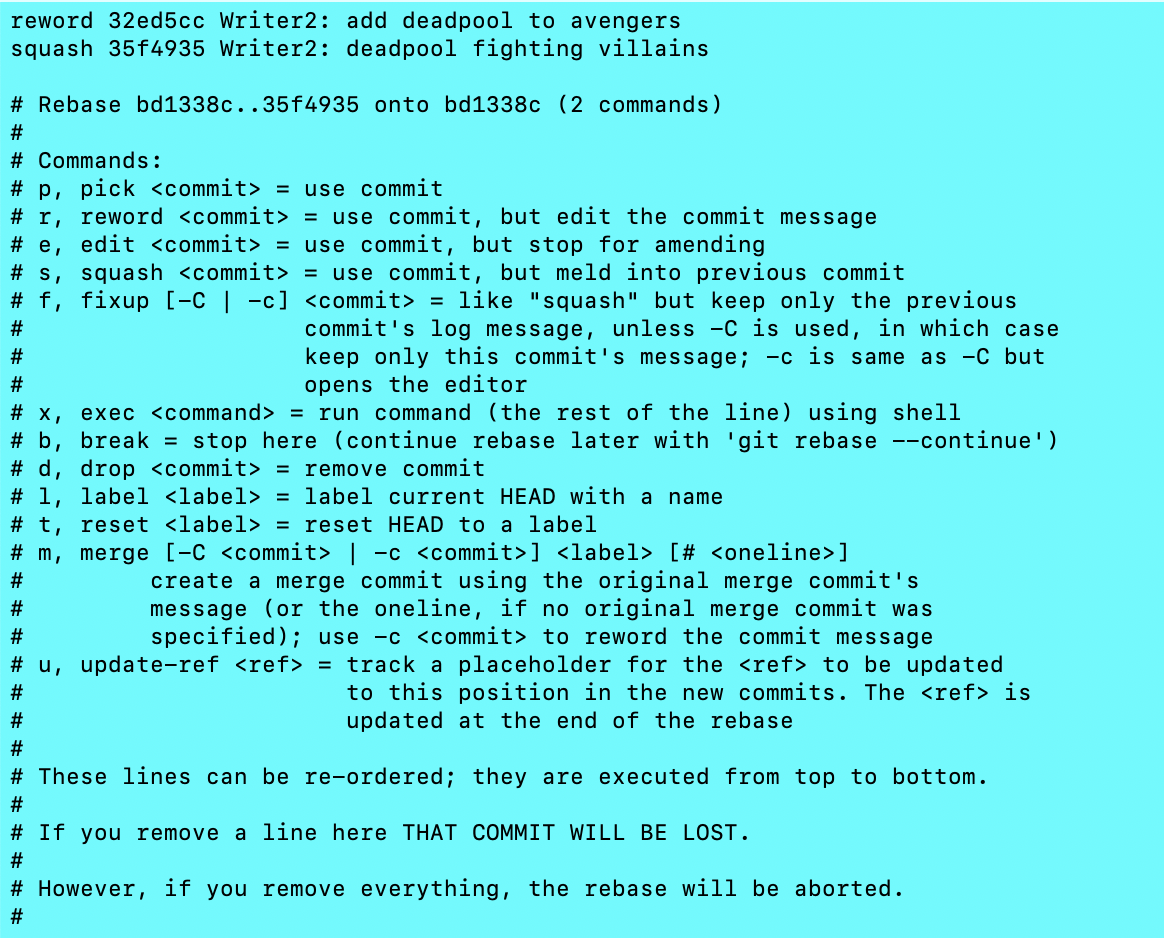 reword 32ed5cc Writer2: add deadpool to avengers
squash 35f4935 Writer2: deadpool fighting villains

# Rebase bd1338c..35f4935 onto bd1338c (2 commands)
#
# Commands:
# p, pick <commit> = use commit
# r, reword <commit> = use commit, but edit the commit message
# e, edit <commit> = use commit, but stop for amending
# s, squash <commit> = use commit, but meld into previous commit
# f, fixup [-C | -c] <commit> = like "squash" but keep only the previous
#                    commit's log message, unless -C is used, in which case
#                    keep only this commit's message; -c is same as -C but
#                    opens the editor
# x, exec <command> = run command (the rest of the line) using shell
# b, break = stop here (continue rebase later with 'git rebase --continue')
# d, drop <commit> = remove commit
# l, label <label> = label current HEAD with a name
# t, reset <label> = reset HEAD to a label
# m, merge [-C <commit> | -c <commit>] <label> [# <oneline>]
#         create a merge commit using the original merge commit's
#         message (or the oneline, if no original merge commit was
#         specified); use -c <commit> to reword the commit message
# u, update-ref <ref> = track a placeholder for the <ref> to be updated
#                       to this position in the new commits. The <ref> is
#                       updated at the end of the rebase
#
# These lines can be re-ordered; they are executed from top to bottom.
#
# If you remove a line here THAT COMMIT WILL BE LOST.
#
# However, if you remove everything, the rebase will be aborted.
#